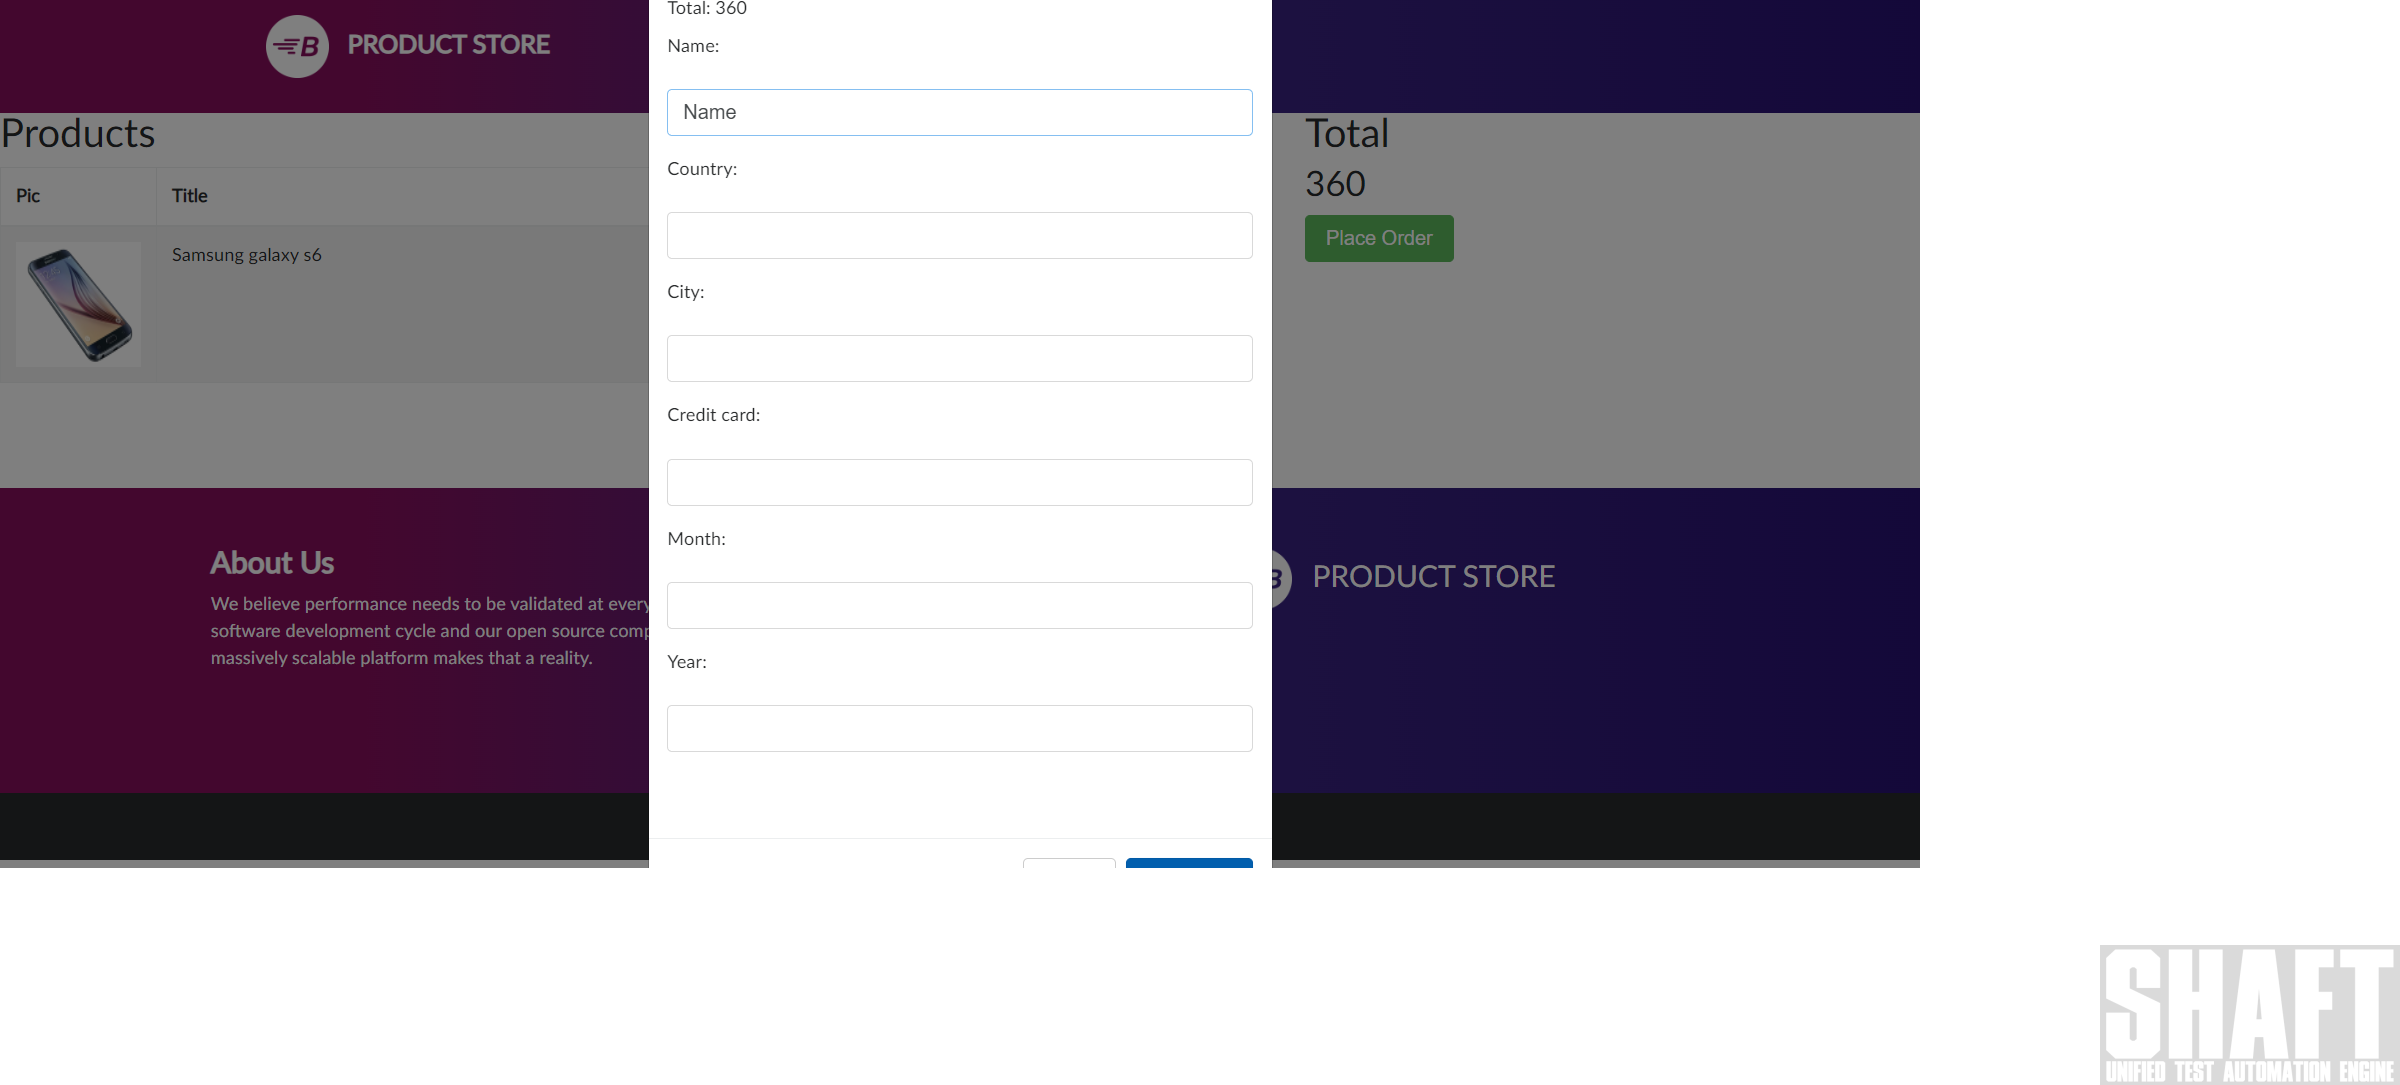 B PRODUCT STORE
Products
Pic Title
Samsung galaxy s6
Total: 360
Name:
Name
Country:
City:
Credit card:
Month:
Year:
Total
360
Place Order
About Us
We believe performance needs to be validated at every
software development cycle and our open source comp
massively scalable platform makes that a reality.
B PRODUCT STORE
SHAFT
UNIFIED TEST AUTOMATION ENGINE